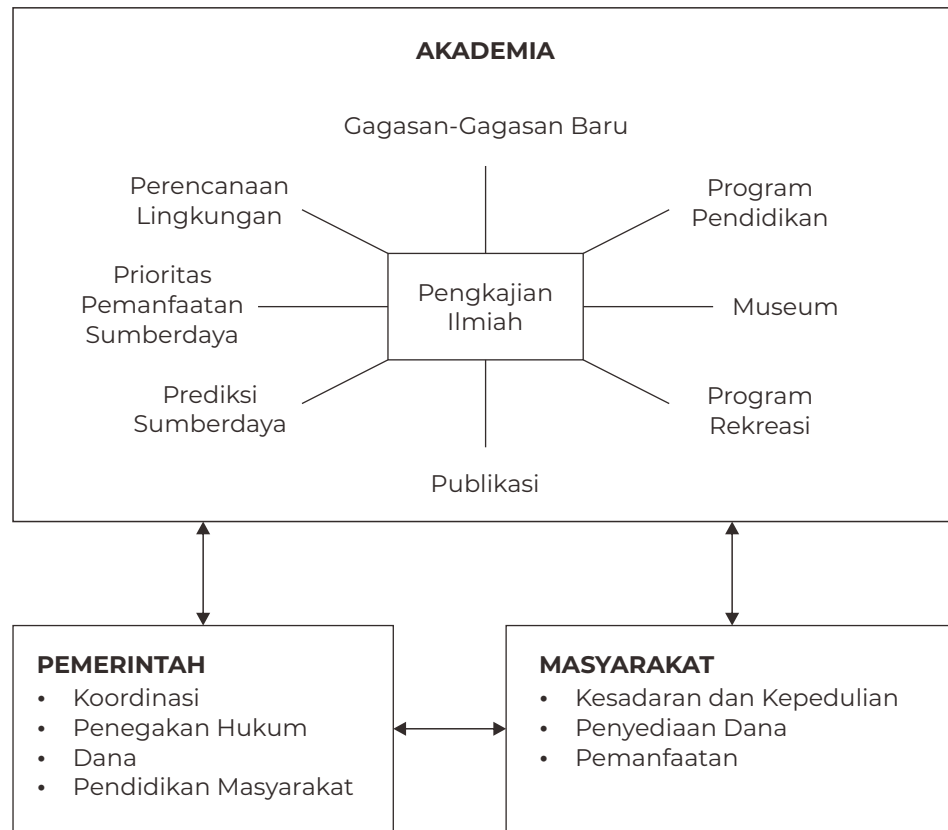 AKADEMIA
Gagasan-Gagasan Baru
Perencanaan
Lingkungan
Program
Pendidikan
Prioritas
Pemanfaatan
Sumberdaya
Pengkajian
Ilmiah
Museum
Prediksi
Sumberdaya
Program
Rekreasi
Publikasi
PEMERINTAH
• Koordinasi
• Penegakan Hukum
• Dana
• Pendidikan Masyarakat
MASYARAKAT
• Kesadaran dan Kepedulian
• Penyediaan Dana
• Pemanfaatan